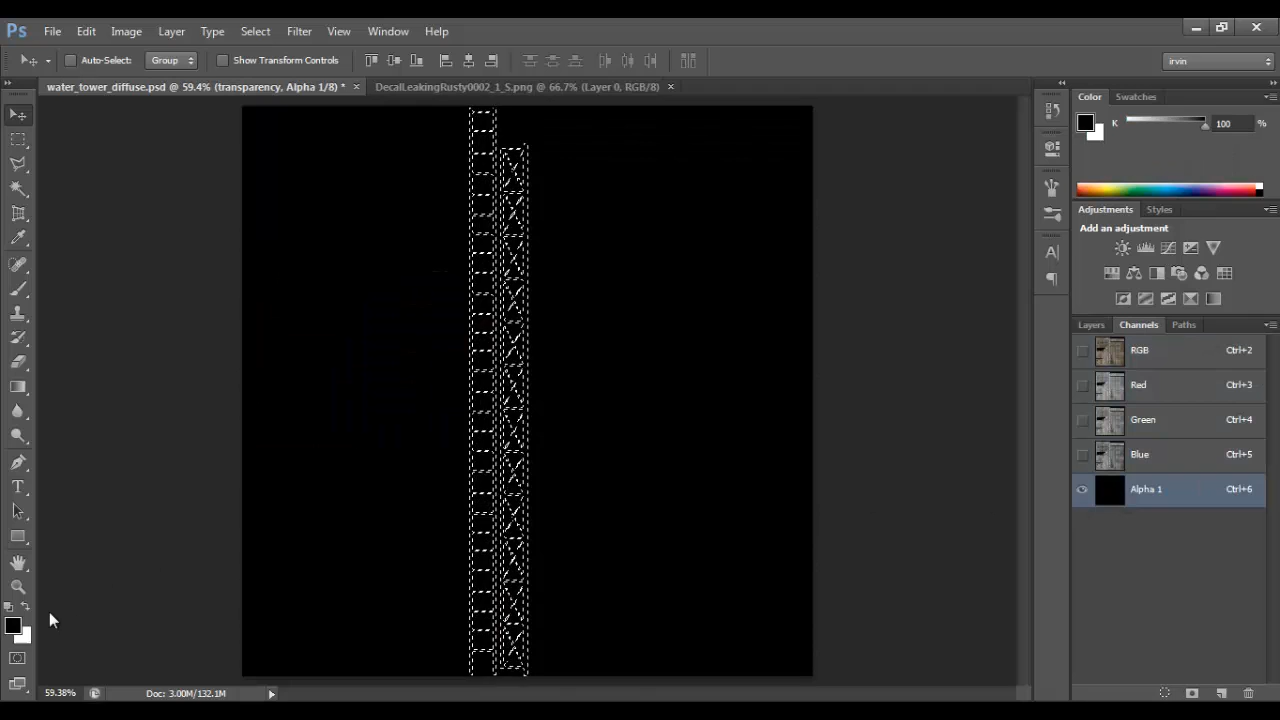 Ps File Edit Image Layer Type Select Filter View Window Help
Auto-Select: Group Show Transform Controls irvin
water_tower_diffuse.psd @ 59.4% (transparency, Alpha 1/8) * × DecalLeakingRusty0002_1_S.png @ 66.7% (Layer 0, RGB/8) ×
Color Swatches
K 100 %
Adjustments Styles
Add an adjustment
Layers Channels Paths
RGB Ctrl+2
Red Ctrl+3
Green Ctrl+4
Blue Ctrl+5
Alpha 1 Ctrl+6
59.38% Doc: 3.00M/132.1M